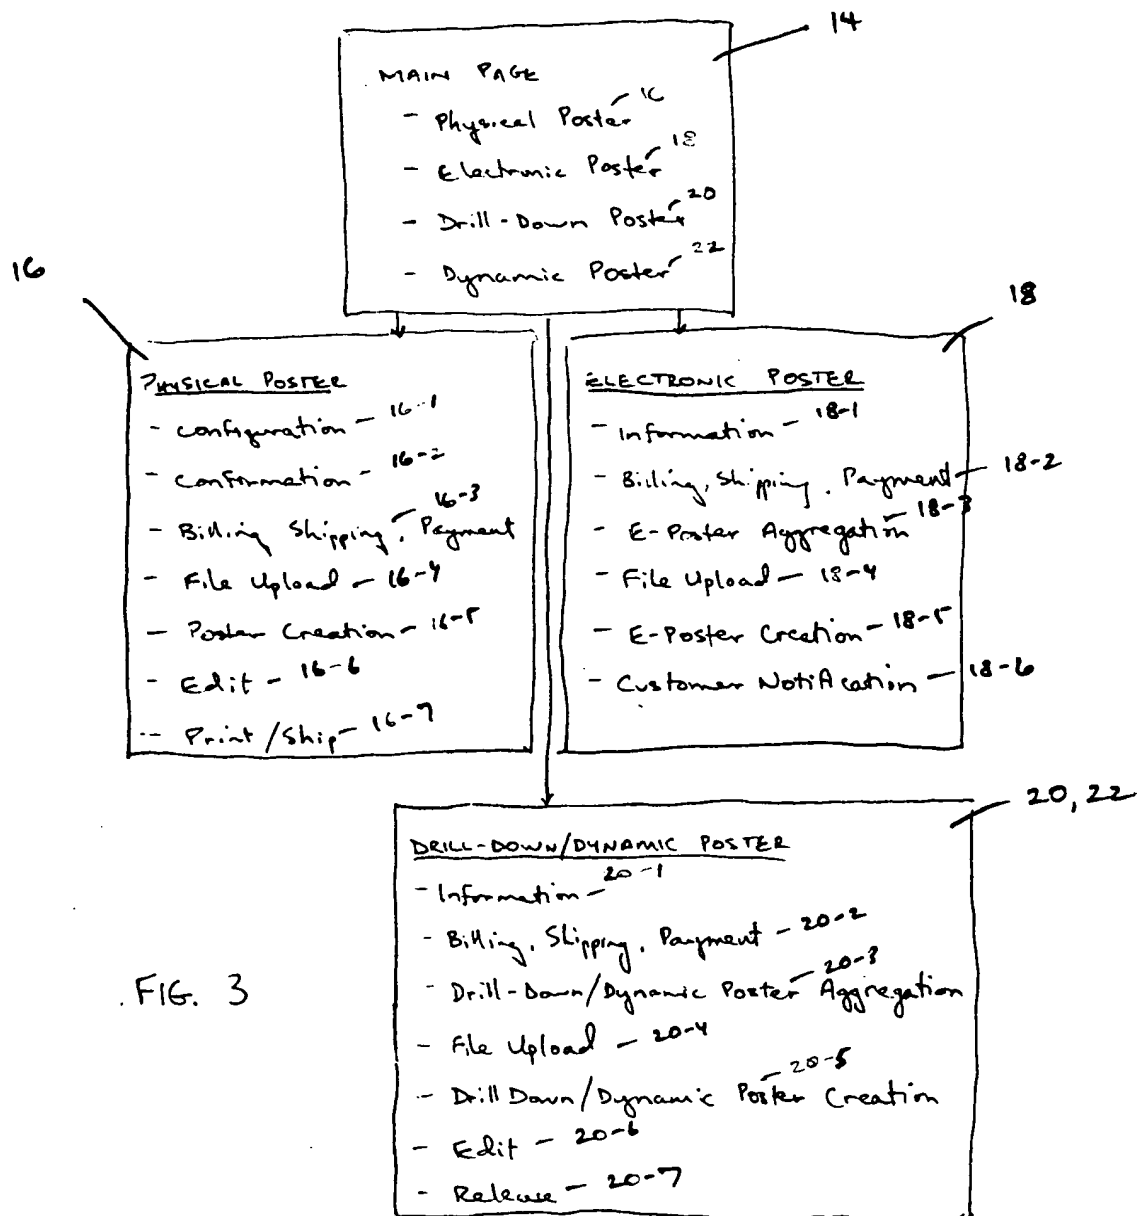 14
MAIN PAGE
- Physical Poster 16
- Electronic Poster 18
- Drill-Down Poster 20
- Dynamic Poster 22
16
PHYSICAL POSTER
- Configuration - 16-1
- Confirmation - 16-2
- Billing, Shipping, Payment 16-3
- File Upload - 16-4
- Poster Creation - 16-5
- Edit - 16-6
- Print/Ship - 16-7
18
ELECTRONIC POSTER
- Information - 18-1
- Billing, Shipping, Payment - 18-2
- E-Poster Aggregation - 18-3
- File Upload - 18-4
- E-Poster Creation - 18-5
- Customer Notification - 18-6
20, 22
DRILL-DOWN/DYNAMIC POSTER
- Information - 20-1
- Billing, Shipping, Payment - 20-2
- Drill-Down/Dynamic Poster Aggregation 20-3
- File Upload - 20-4
- Drill Down/Dynamic Poster Creation 20-5
- Edit - 20-6
- Release - 20-7
FIG. 3